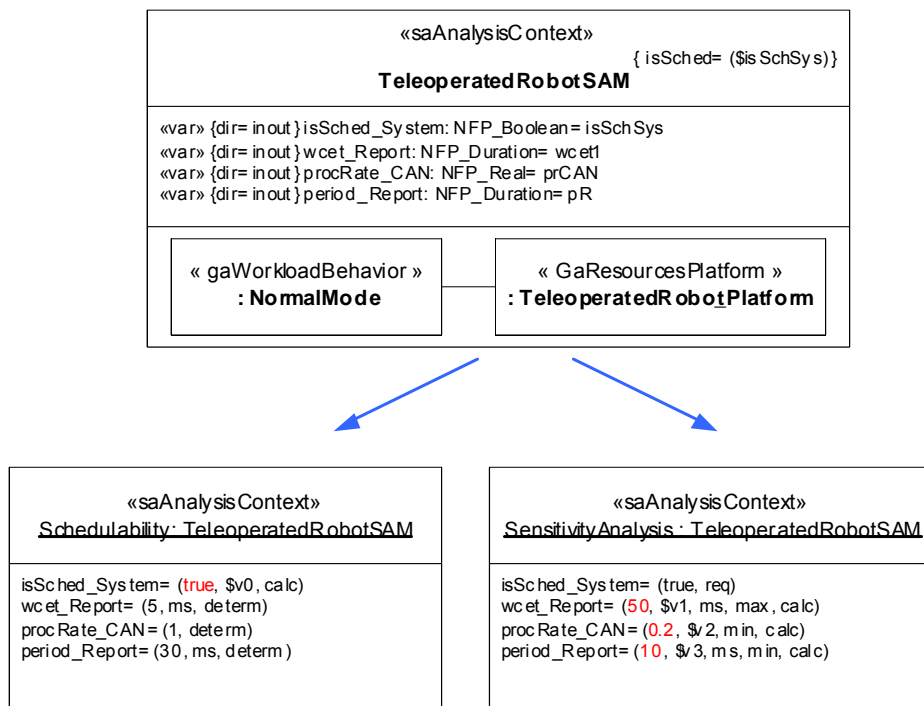 «saAnalysisContext»
{ isSched= ($isSchSys) }
TeleoperatedRobotSAM
«var» {dir=inout} isSched_System: NFP_Boolean= isSchSys
«var» {dir=inout} wcet_Report: NFP_Duration= wcet1
«var» {dir=inout} procRate_CAN: NFP_Real= prCAN
«var» {dir=inout} period_Report: NFP_Duration= pR
« gaWorkloadBehavior »
: NormalMode
« GaResourcesPlatform »
: TeleoperatedRobot_Platform
«saAnalysisContext»
Schedulability: TeleoperatedRobotSAM
isSched_System= (true, $v0, calc)
wcet_Report= (5, ms, determ)
procRate_CAN= (1, determ)
period_Report= (30, ms, determ)
«saAnalysisContext»
SensitivityAnalysis : TeleoperatedRobotSAM
isSched_System= (true, req)
wcet_Report= (50, $v1, ms, max, calc)
procRate_CAN= (0.2, $v2, min, calc)
period_Report= (10, $v3, ms, min, calc)